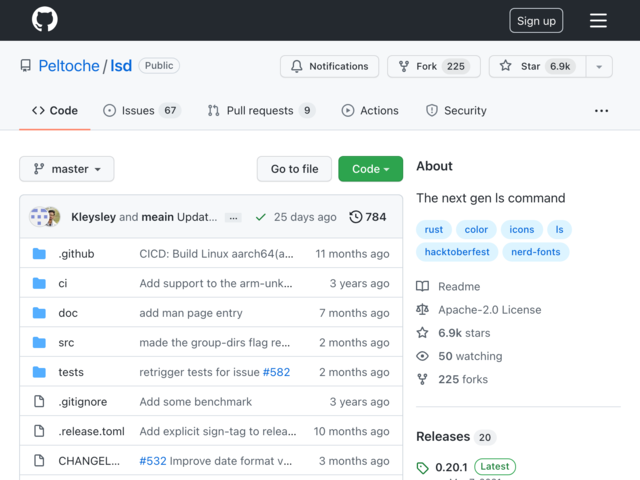 Sign up
Peltoche / lsd Public
Notifications Fork 225 Star 6.9k
Code Issues 67 Pull requests 9 Actions Security ...
master Go to file Code
Kleysley and meain Updat... ... 25 days ago 784
.github CICD: Build Linux aarch64(a... 11 months ago
ci Add support to the arm-unk... 3 years ago
doc add man page entry 7 months ago
src made the group-dirs flag re... 2 months ago
tests retrigger tests for issue #582 2 months ago
.gitignore Add some benchmark 3 years ago
.release.toml Add explicit sign-tag to relea... 10 months ago
CHANGEL... #532 Improve date format v... 3 months ago
About
The next gen ls command
rust color icons ls
hacktoberfest nerd-fonts
Readme
Apache-2.0 License
6.9k stars
50 watching
225 forks
Releases 20
0.20.1 Latest